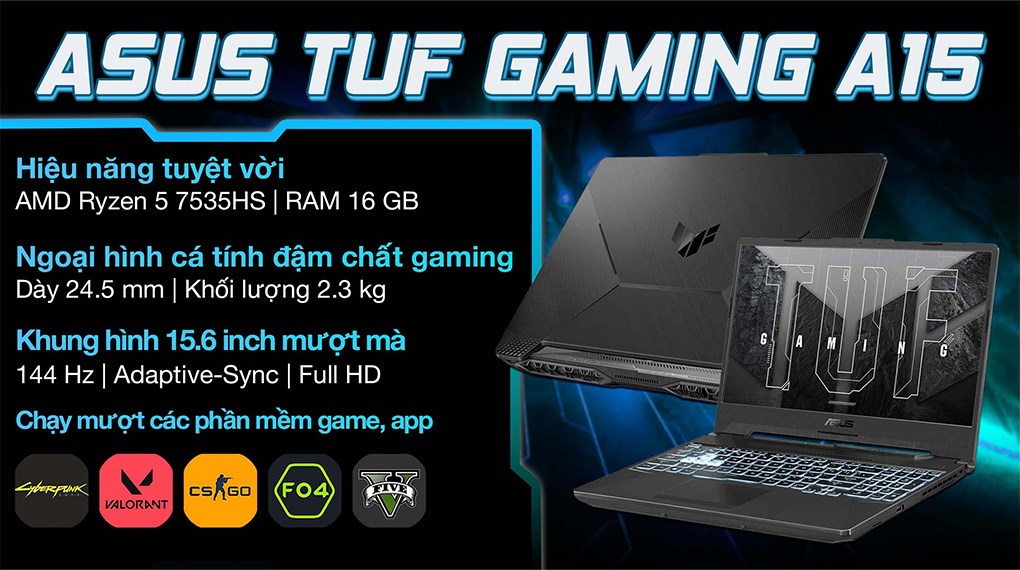 ASUS TUF GAMING A15
Hiệu năng tuyệt vời
AMD Ryzen 5 7535HS | RAM 16 GB
Ngoại hình cá tính đậm chất gaming
Dày 24.5 mm | Khối lượng 2.3 kg
Khung hình 15.6 inch mượt mà
144 Hz | Adaptive-Sync | Full HD
Chạy mượt các phần mềm game, app
Cyberpunk
VALORANT
CS GO
FO4
V
FIVE
TUF
GAMING
ASUS